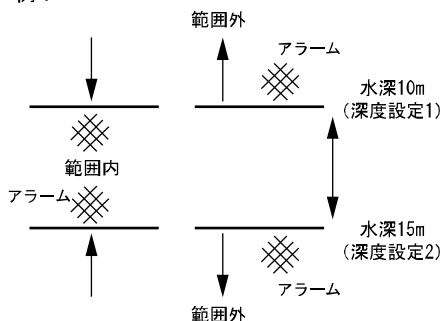 範囲外
アラーム
水深10m
(深度設定1)
範囲内
アラーム
水深15m
(深度設定2)
アラーム
範囲外